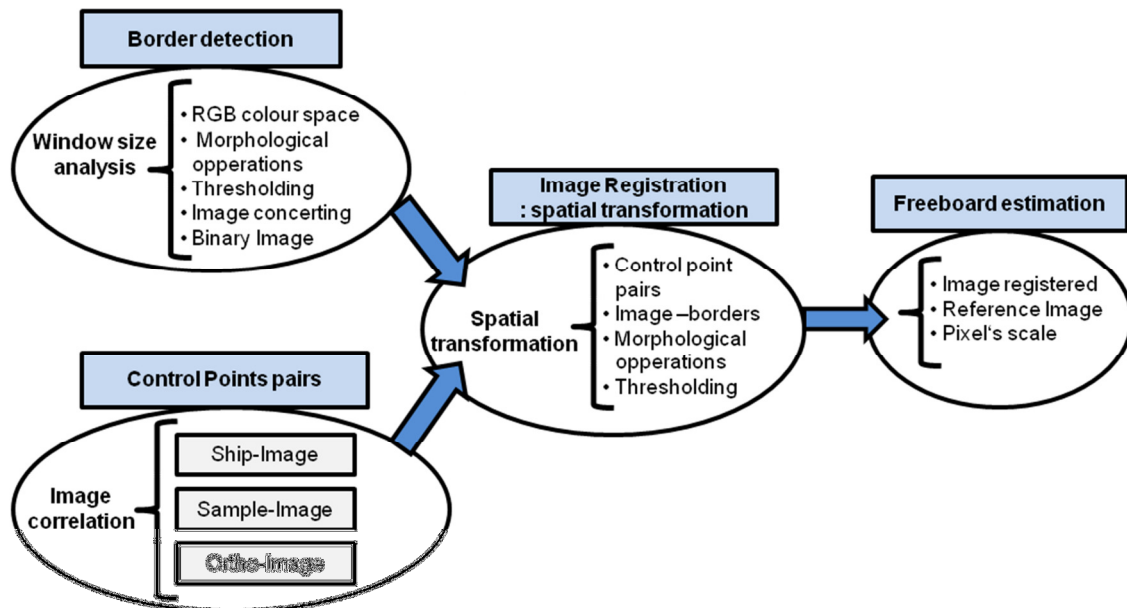 Border detection
Window size
analysis
• RGB colour space
• Morphological
opperations
• Thresholding
• Image concerting
• Binary Image
Control Points pairs
Image
correlation
Ship-Image
Sample-Image
Ortho-Image
Image Registration
: spatial transformation
Spatial
transformation
• Control point
pairs
• Image –borders
• Morphological
opperations
• Thresholding
Freeboard estimation
• Image registered
• Reference Image
• Pixel‘s scale